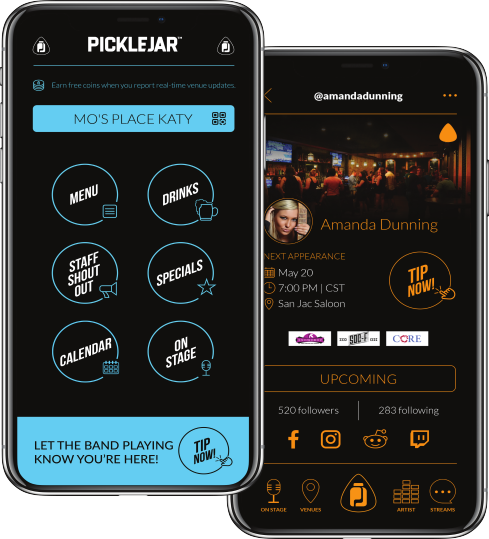 PICKLEJAR™
Earn free coins when you report real-time venue updates.
MO'S PLACE KATY
MENU
DRINKS
STAFF
SHOUT
OUT
SPECIALS
CALENDAR
ON
STAGE
LET THE BAND PLAYING
KNOW YOU'RE HERE!
TIP
NOW!
@amandadunning
Amanda Dunning
NEXT APPEARANCE
May 20
7:00 PM | CST
San Jac Saloon
TIP
NOW!
CORE
UPCOMING
520 followers
283 following
ON STAGE
VENUES
ARTIST
STREAMS